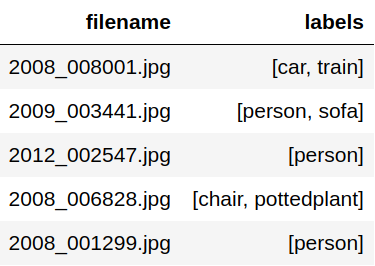 filename labels
2008_008001.jpg [car, train]
2009_003441.jpg [person, sofa]
2012_002547.jpg [person]
2008_006828.jpg [chair, pottedplant]
2008_001299.jpg [person]